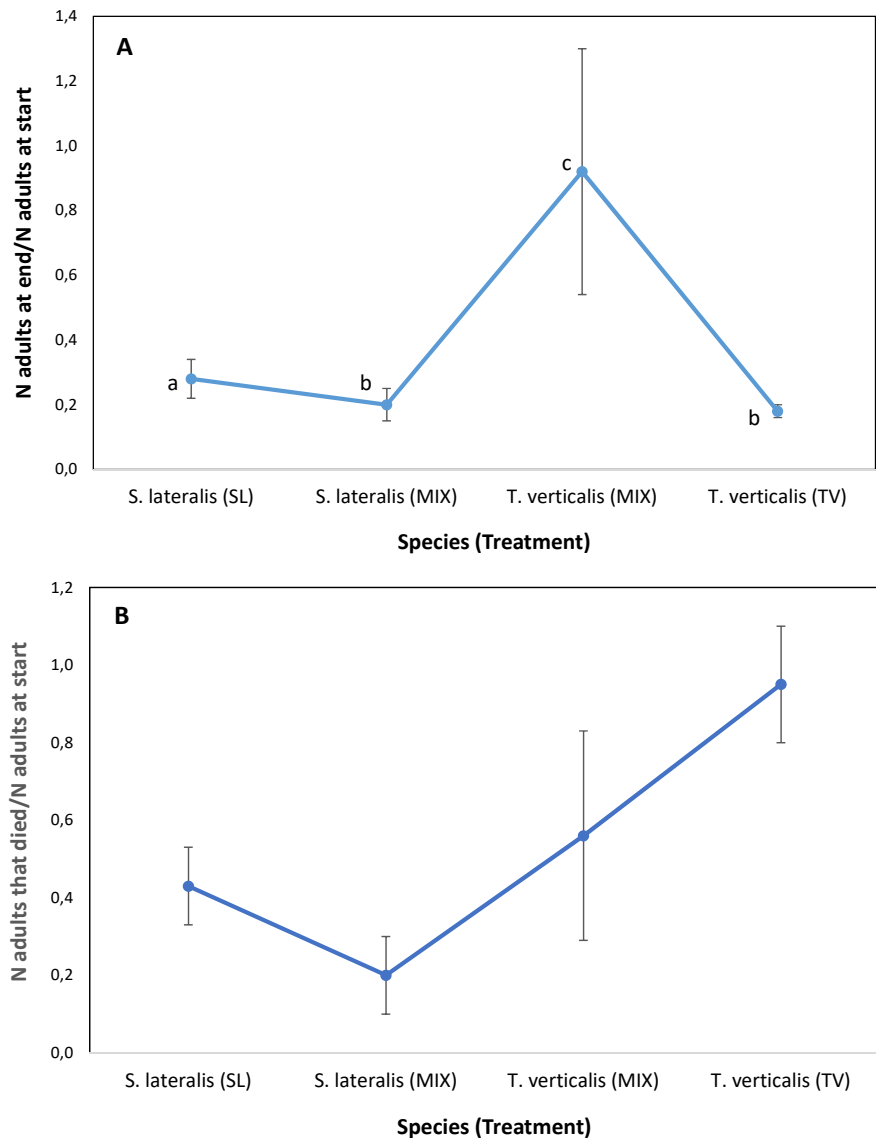 A
N adults at end/N adults at start
1,4
1,2
1,0
0,8
0,6
0,4
0,2
0,0
a
b
c
b
S. lateralis (SL) S. lateralis (MIX) T. verticalis (MIX) T. verticalis (TV)
Species (Treatment)
B
N adults that died/N adults at start
1,2
1,0
0,8
0,6
0,4
0,2
0,0
S. lateralis (SL) S. lateralis (MIX) T. verticalis (MIX) T. verticalis (TV)
Species (Treatment)